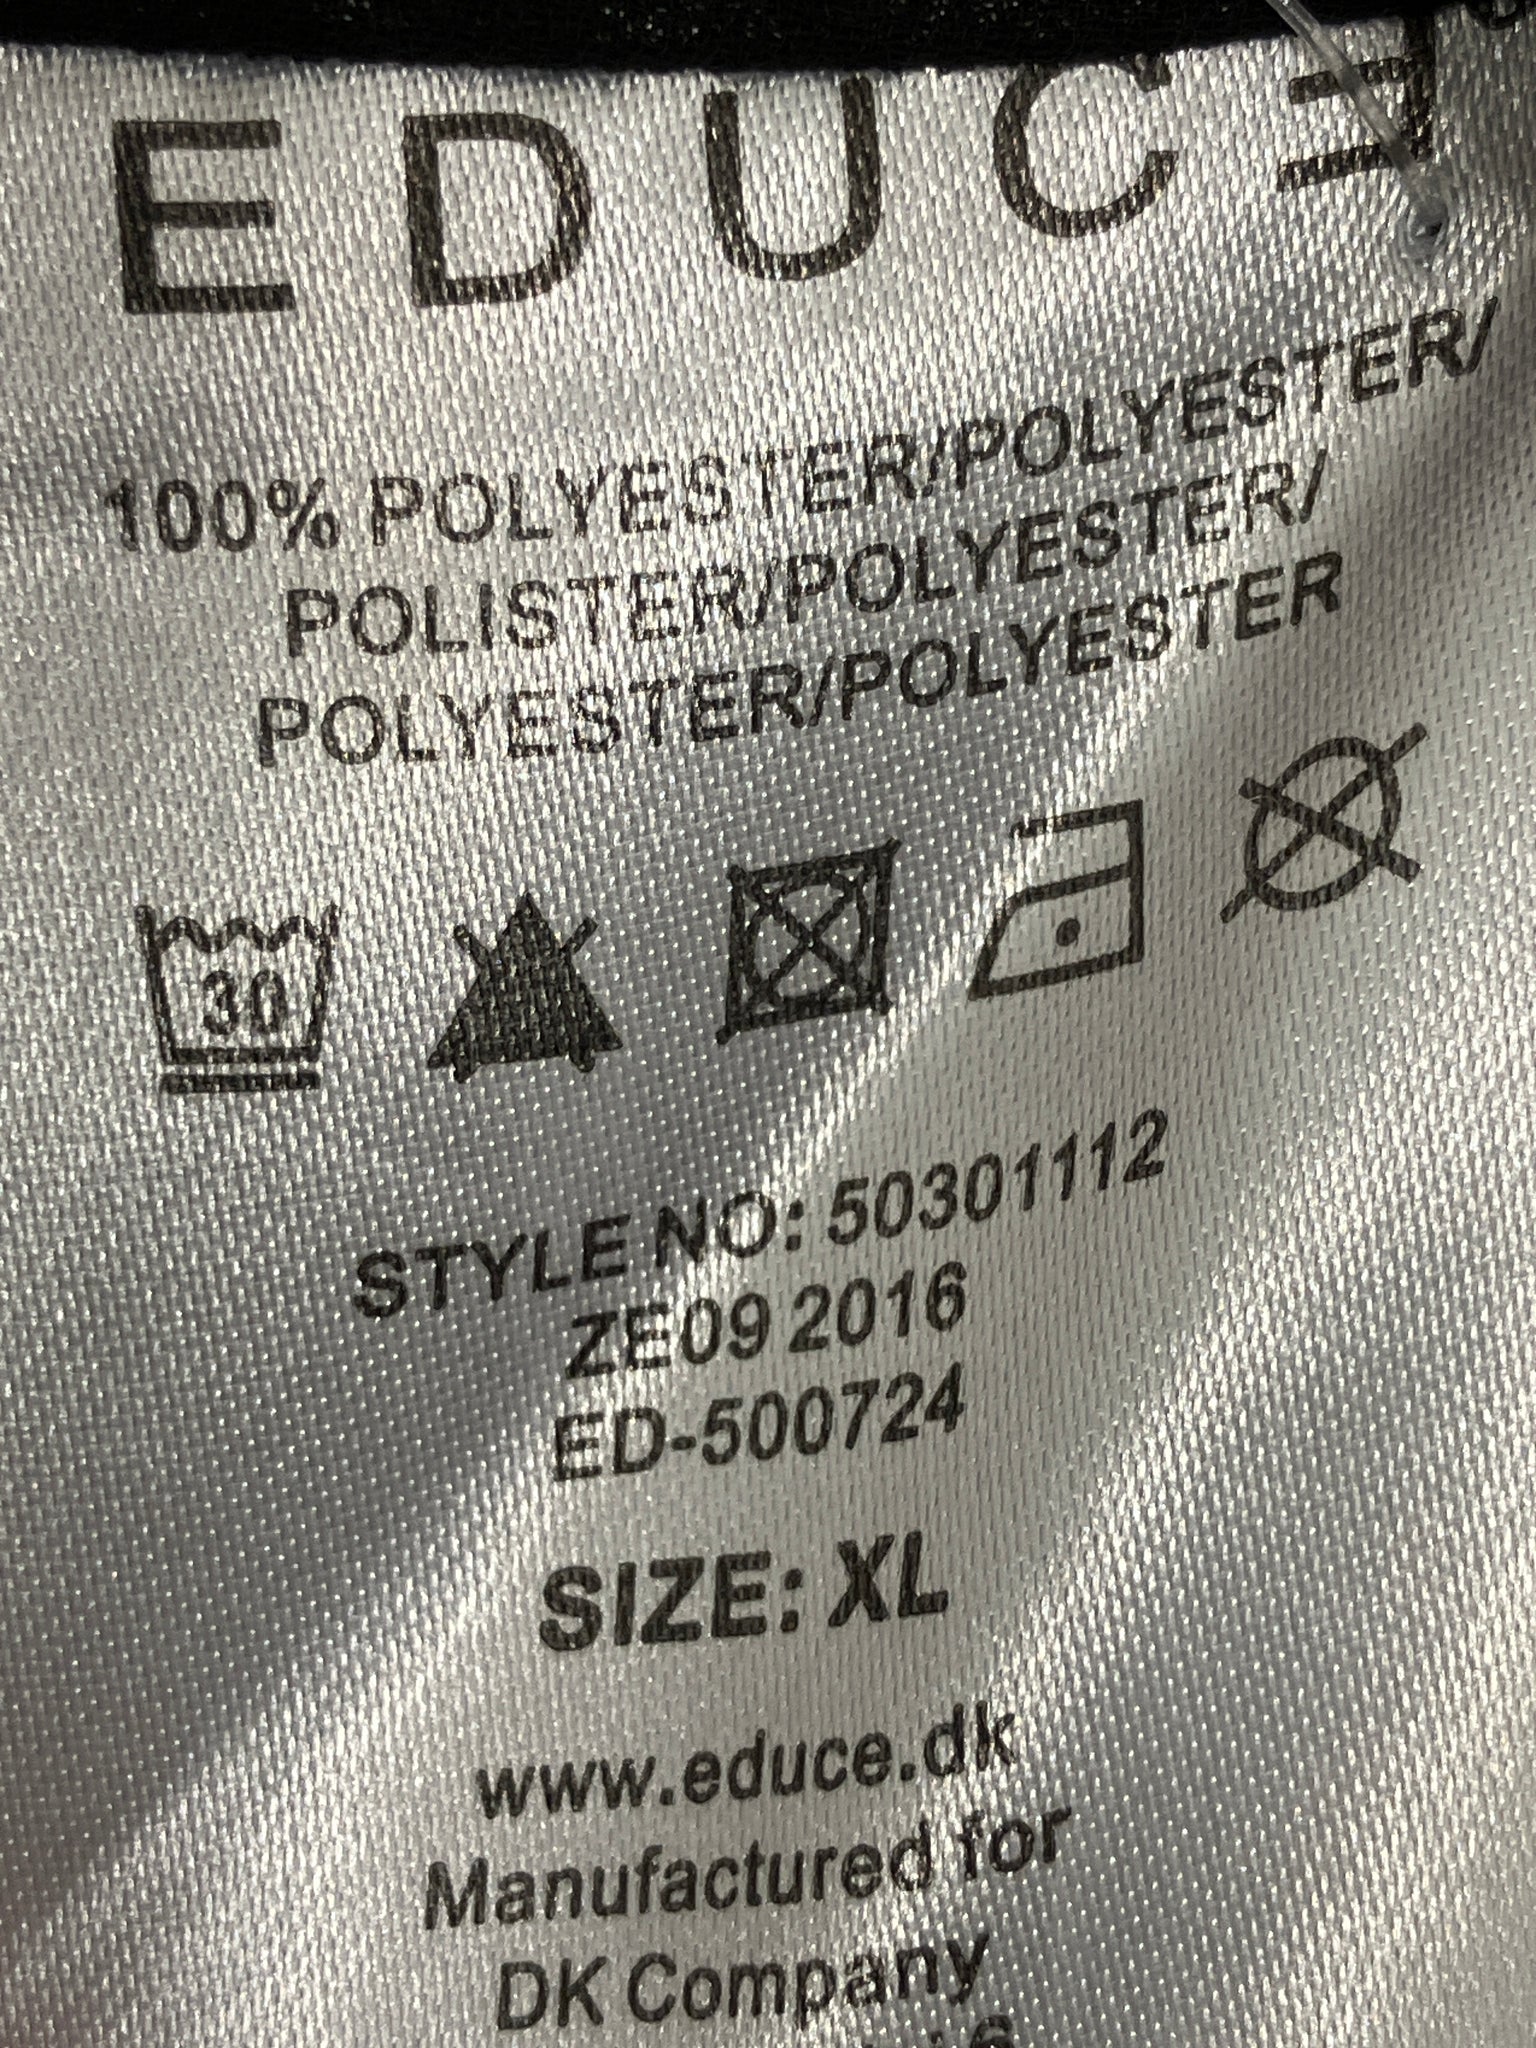 EDUCE
100% POLYESTER/POLYESTER/
POLISTER/POLYESTER/
POLYESTER/POLYESTER
30
STYLE NO: 50301112
ZE09 2016
ED-500724
SIZE: XL
www.educe.dk
Manufactured for
DK Company